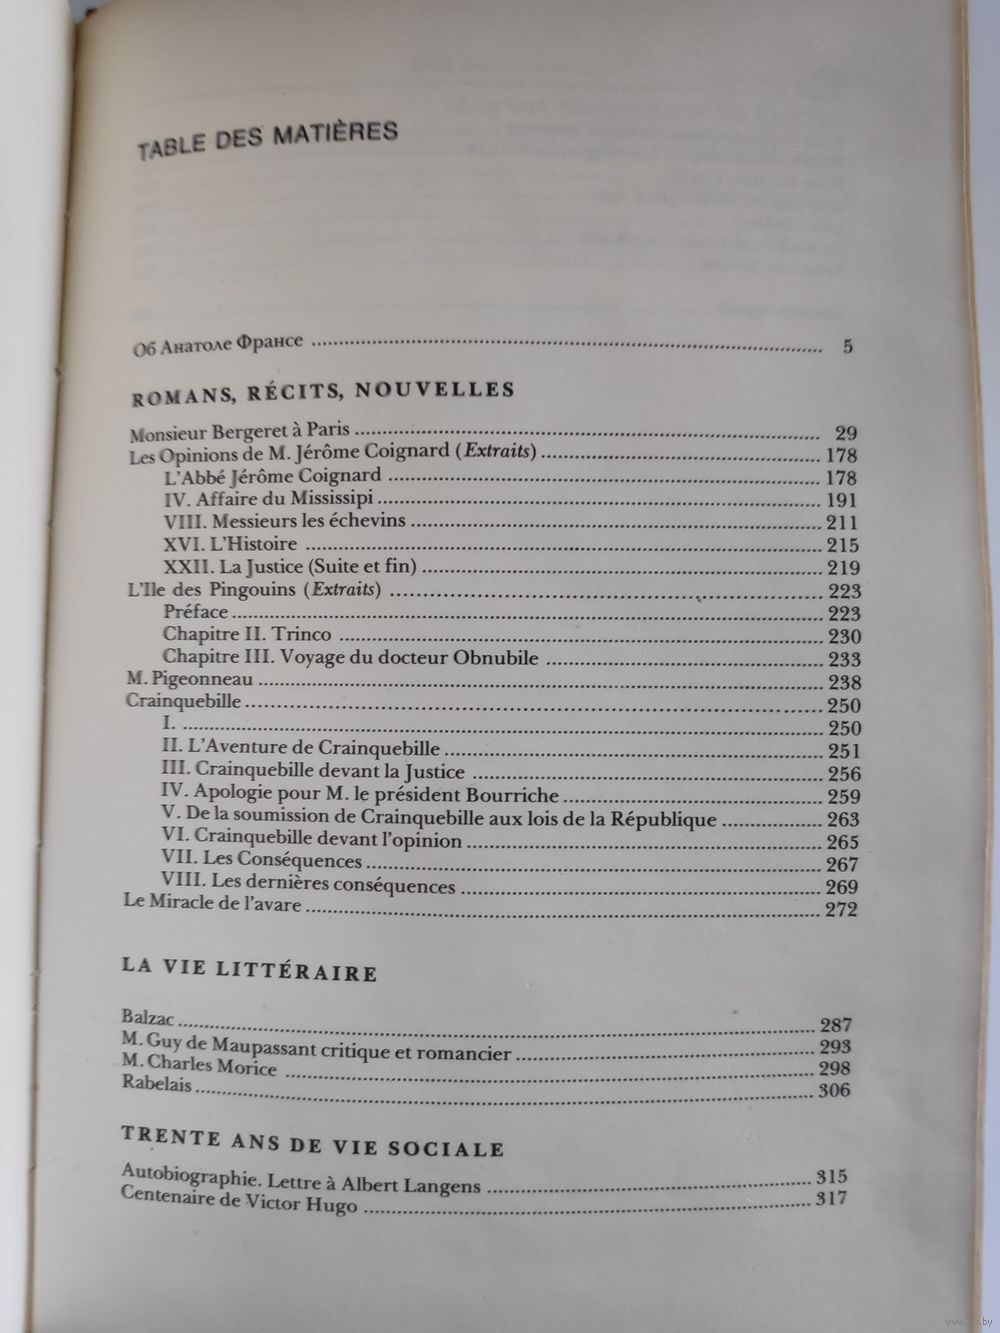 TABLE DES MATIÈRES
Об Анатоле Франсе 5
ROMANS, RÉCITS, NOUVELLES
Monsieur Bergeret à Paris 29
Les Opinions de M. Jérôme Coignard (Extraits) 178
L'Abbé Jérôme Coignard 178
IV. Affaire du Mississipi 191
VIII. Messieurs les échevins 211
XVI. L'Histoire 215
XXII. La Justice (Suite et fin) 219
L'Ile des Pingouins (Extraits) 223
Préface 223
Chapitre II. Trinco 230
Chapitre III. Voyage du docteur Obnubile 233
M. Pigeonneau 238
Crainquebille 250
I. 250
II. L'Aventure de Crainquebille 251
III. Crainquebille devant la Justice 256
IV. Apologie pour M. le président Bourriche 259
V. De la soumission de Crainquebille aux lois de la République 263
VI. Crainquebille devant l'opinion 265
VII. Les Conséquences 267
VIII. Les dernières conséquences 269
Le Miracle de l'avare 272
LA VIE LITTÉRAIRE
Balzac 287
M. Guy de Maupassant critique et romancier 293
M. Charles Morice 298
Rabelais 306
TRENTE ANS DE VIE SOCIALE
Autobiographie. Lettre à Albert Langens 315
Centenaire de Victor Hugo 317